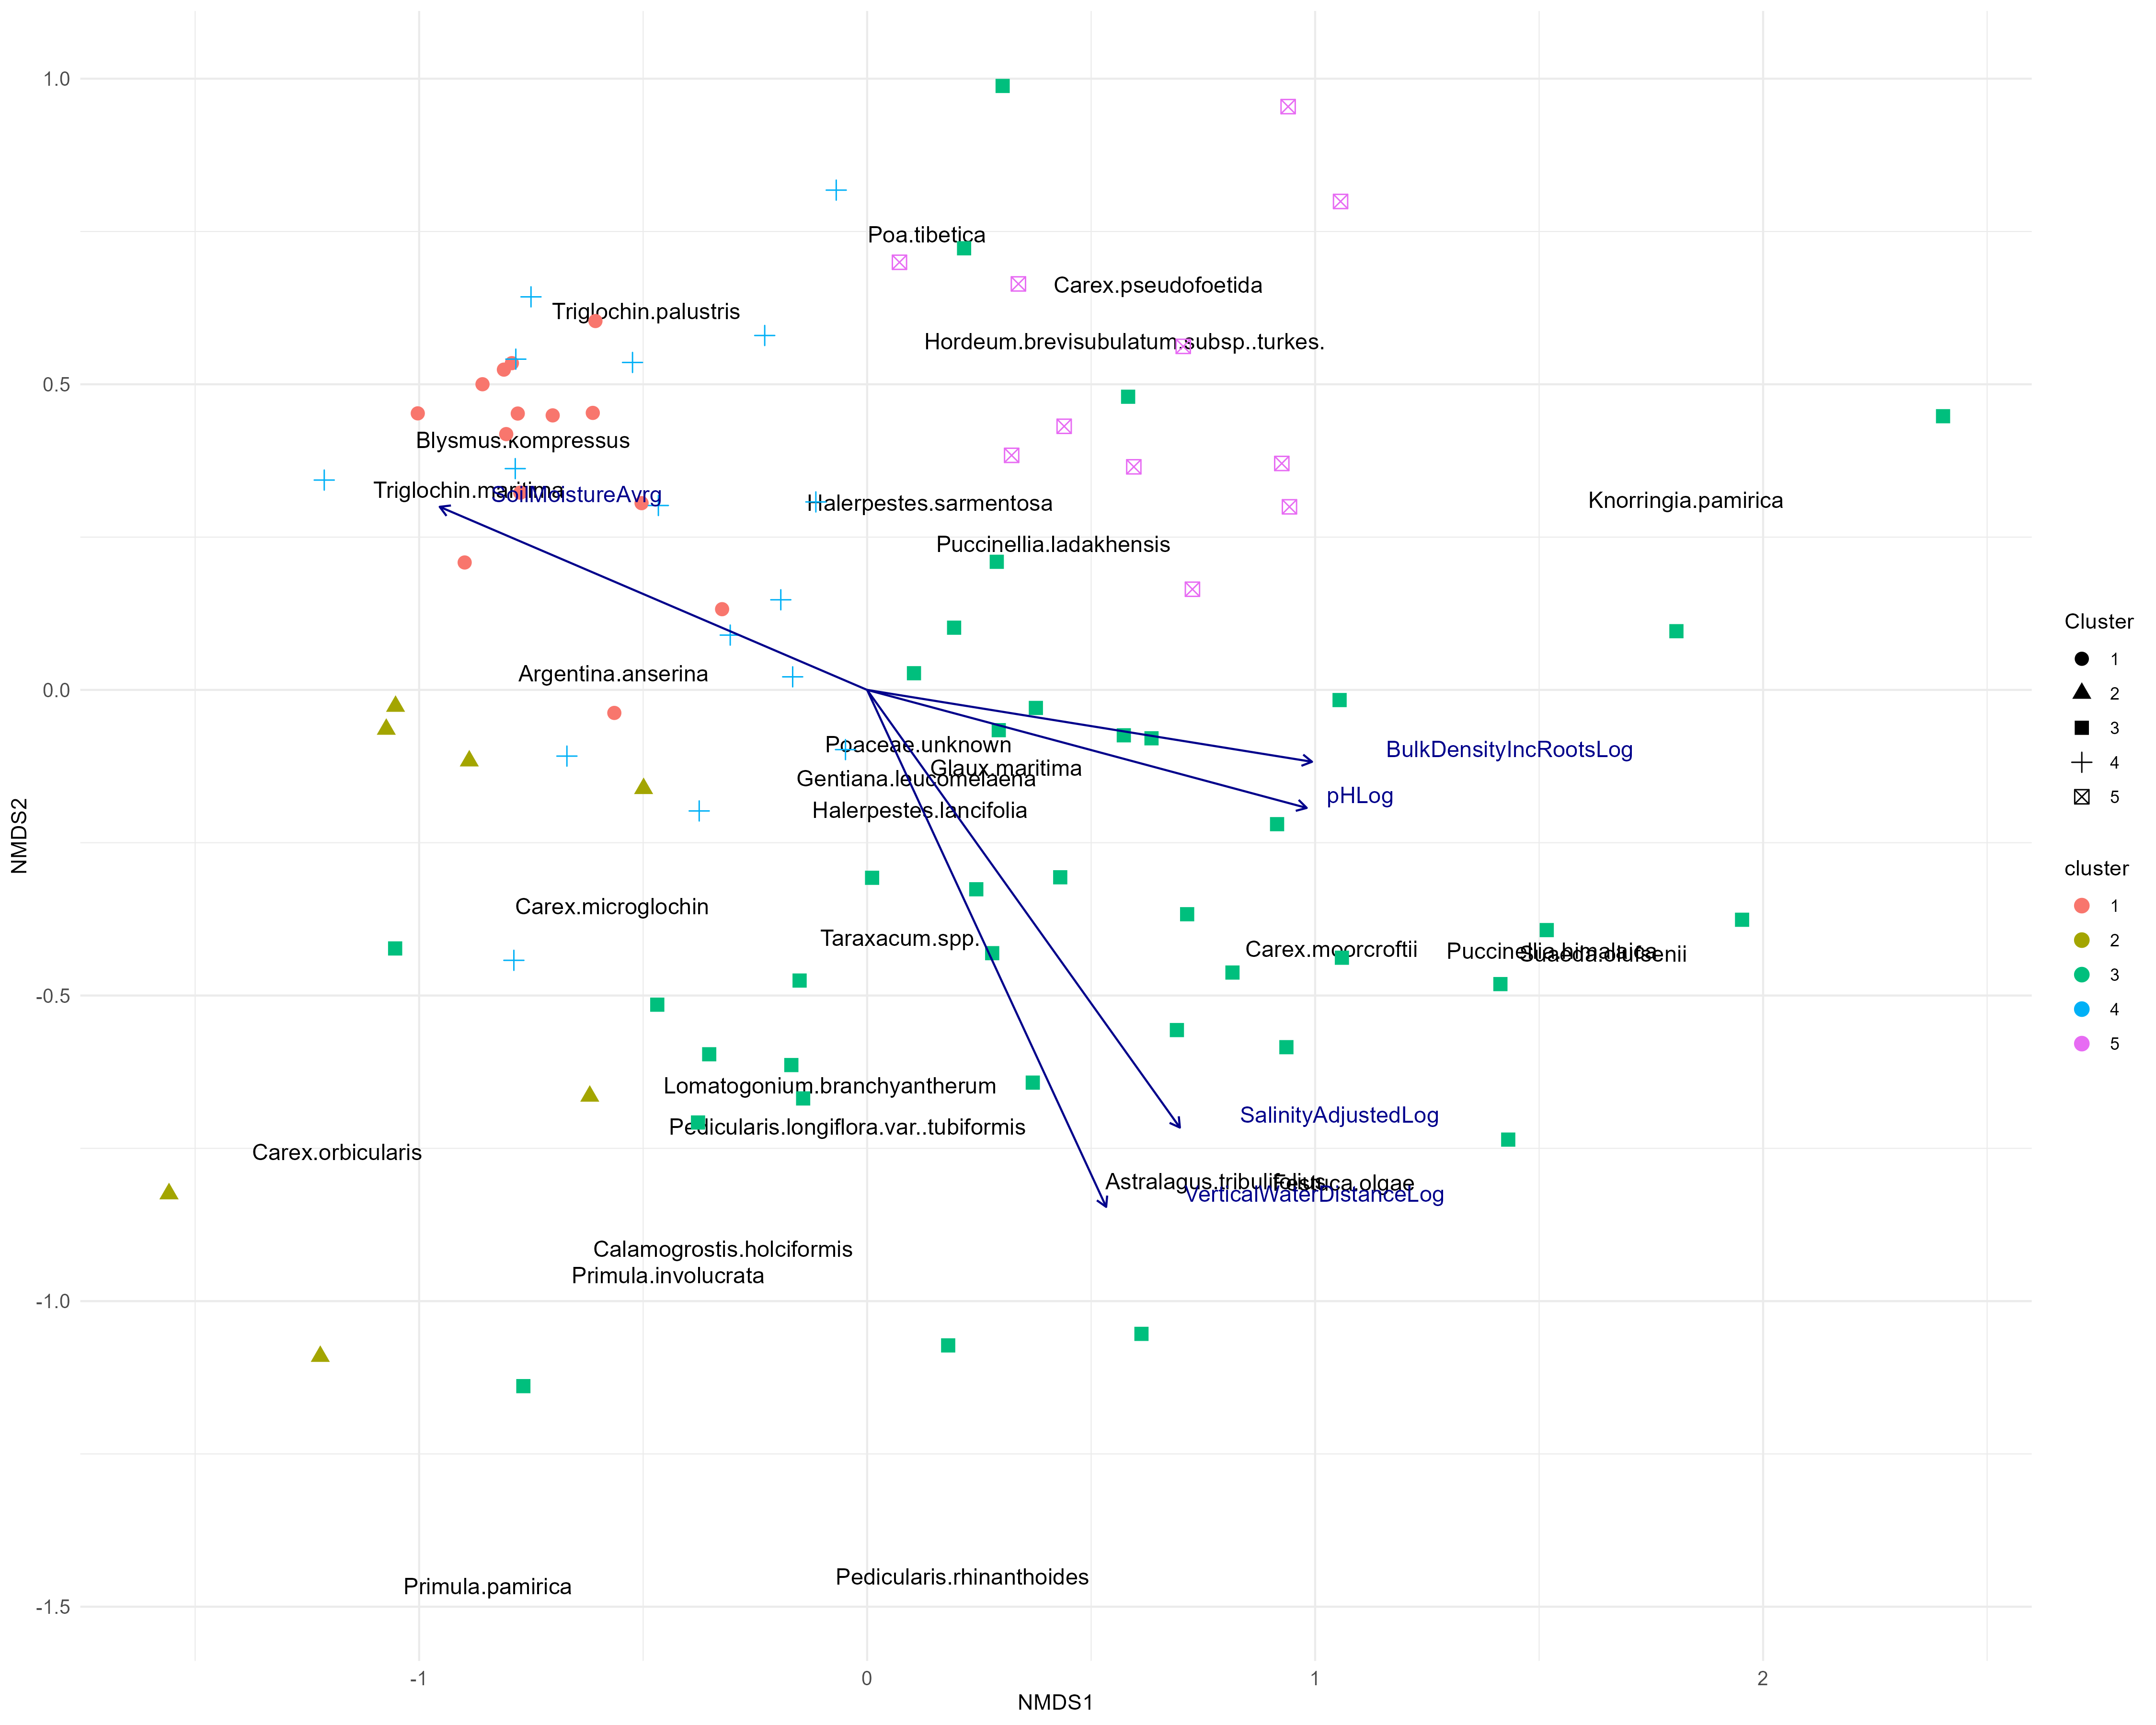 1.0
Poa.tibetica
Carex.pseudofoetida
Triglochin.palustris
Hordeum.brevisubulatum.subsp..turkes.
0.5
Blysmus.kompressus
Triglochin.maritima
SoilMoistureAvrg
Halerpestes.sarmentosa
Knorringia.pamirica
Puccinellia.ladakhensis
Argentina.anserina
0.0
Poaceae.unknown
BulkDensityIncRootsLog
Glaux.maritima
Gentiana.leucomelaena
pHLog
Halerpestes.lancifolia
Carex.microglochin
Taraxacum.spp.
Carex.moorcroftii
Puccinellia.himalaica
Suaeda.olufsenii
-0.5
Lomatogonium.branchyantherum
SalinityAdjustedLog
Pedicularis.longiflora.var..tubiformis
Carex.orbicularis
Astralagus.tribulifolius
Festuca.olgae
VerticalWaterDistanceLog
Calamogrostis.holciformis
Primula.involucrata
-1.0
Pedicularis.rhinanthoides
Primula.pamirica
-1.5
-1
0
1
2
NMDS1
NMDS2
Cluster
1
2
3
4
5
cluster
1
2
3
4
5